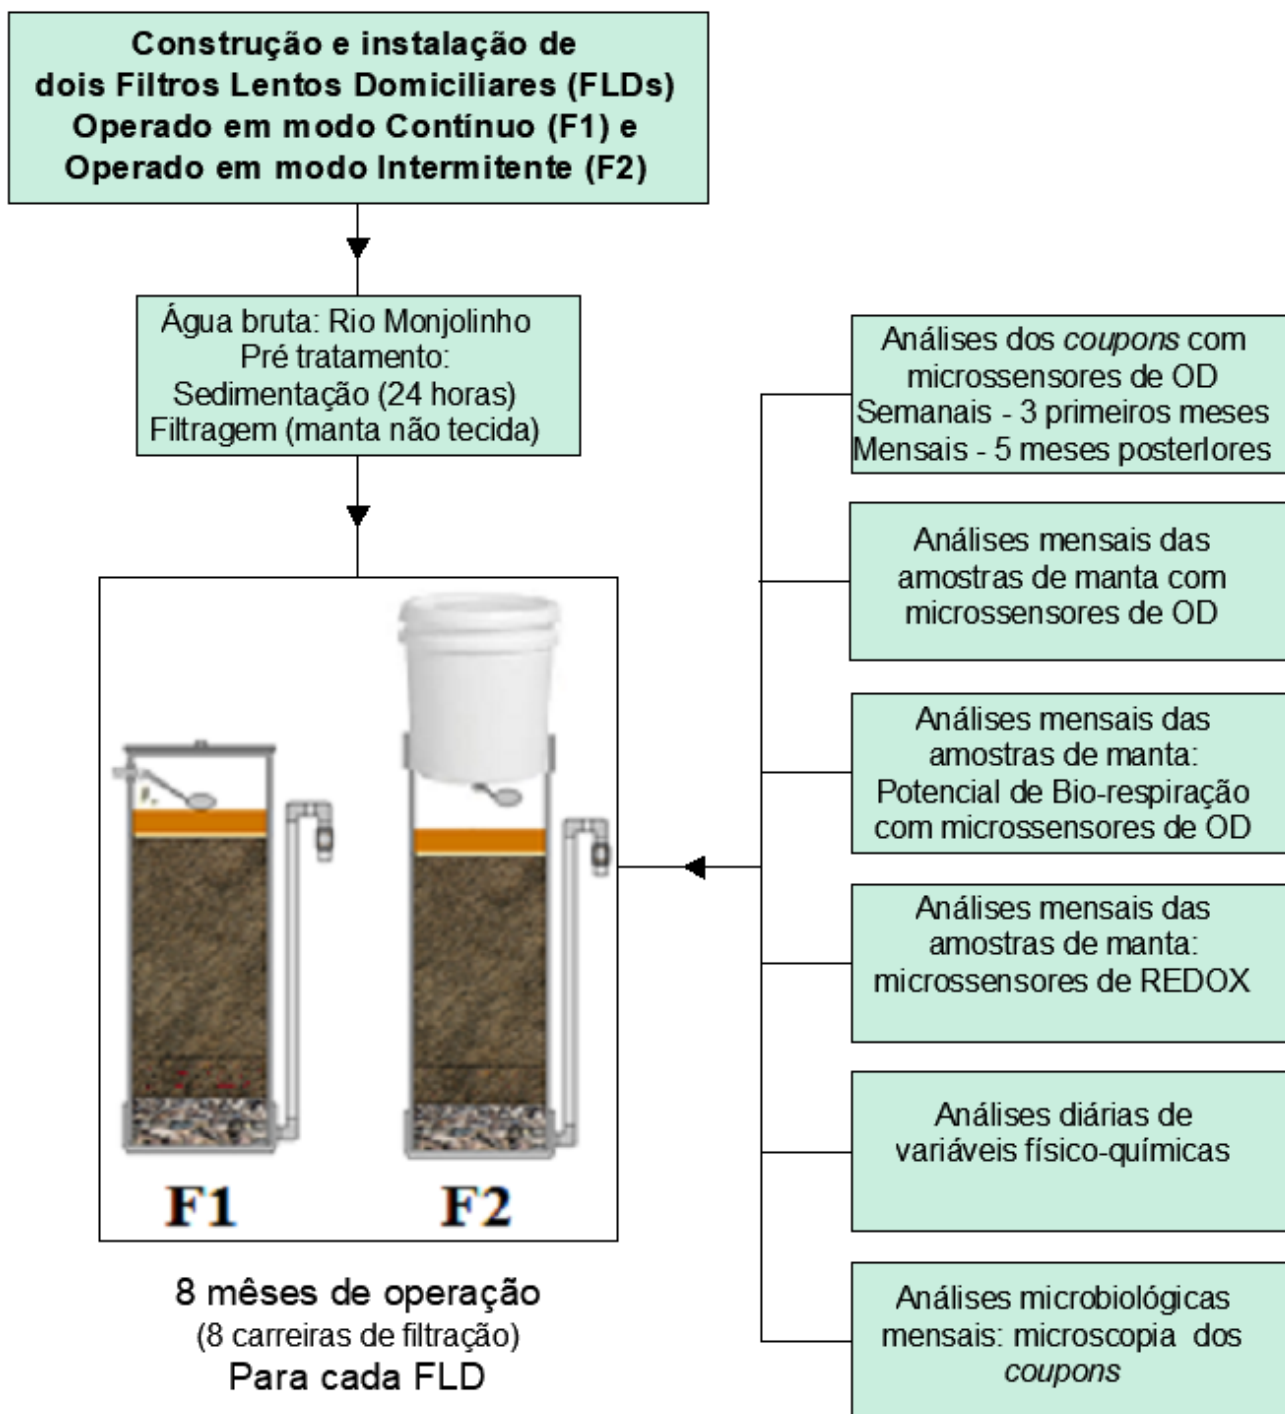 Construção e instalação de
dois Filtros Lentos Domiciliares (FLDs)
Operado em modo Contínuo (F1) e
Operado em modo Intermitente (F2)
Água bruta: Rio Monjolinho
Pré tratamento:
Sedimentação (24 horas)
Filtragem (manta não tecida)
F1
F2
8 mêses de operação
(8 carreiras de filtração)
Para cada FLD
Análises dos coupons com
microssensores de OD
Semanais - 3 primeiros meses
Mensais - 5 meses posterIores
Análises mensais das
amostras de manta com
microssensores de OD
Análises mensais das
amostras de manta:
Potencial de Bio-respiração
com microssensores de OD
Análises mensais das
amostras de manta:
microssensores de REDOX
Análises diárias de
variáveis físico-químicas
Análises microbiológicas
mensais: microscopia dos
coupons